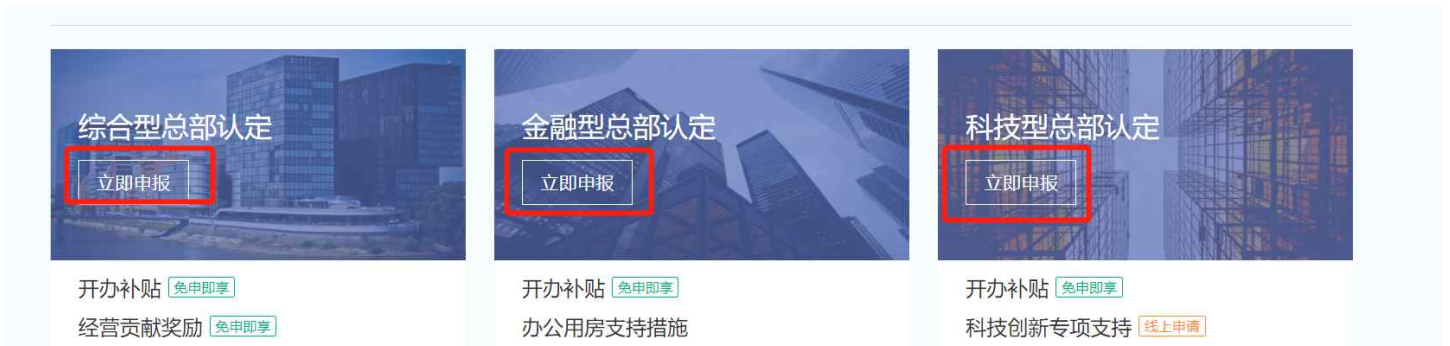 综合型总部认定
立即申报
金融型总部认定
立即申报
科技型总部认定
立即申报
开办补贴 免申即享
经营贡献奖励 免申即享
开办补贴 免申即享
办公用房支持措施
开办补贴 免申即享
科技创新专项支持 线上申请